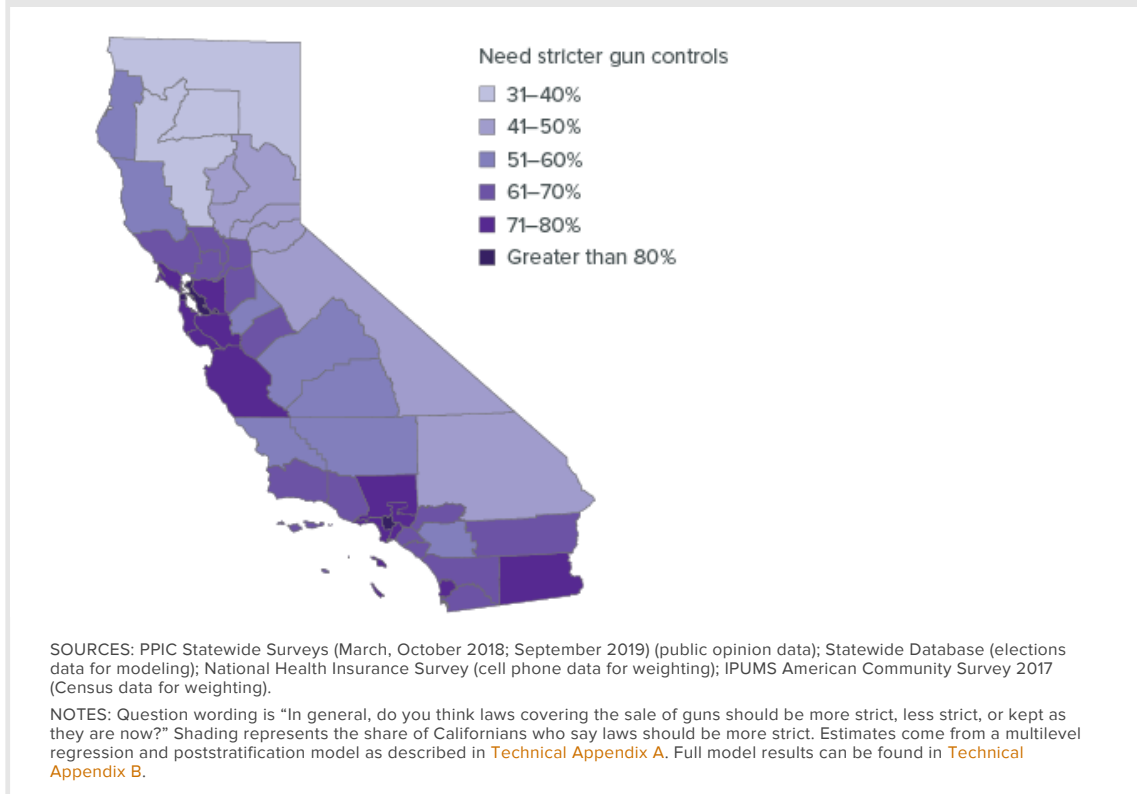 Need stricter gun controls
31–40%
41–50%
51–60%
61–70%
71–80%
Greater than 80%
SOURCES: PPIC Statewide Surveys (March, October 2018; September 2019) (public opinion data); Statewide Database (elections
data for modeling); National Health Insurance Survey (cell phone data for weighting); IPUMS American Community Survey 2017
(Census data for weighting).
NOTES: Question wording is “In general, do you think laws covering the sale of guns should be more strict, less strict, or kept as
they are now?” Shading represents the share of Californians who say laws should be more strict. Estimates come from a multilevel
regression and poststratification model as described in Technical Appendix A. Full model results can be found in Technical
Appendix B.